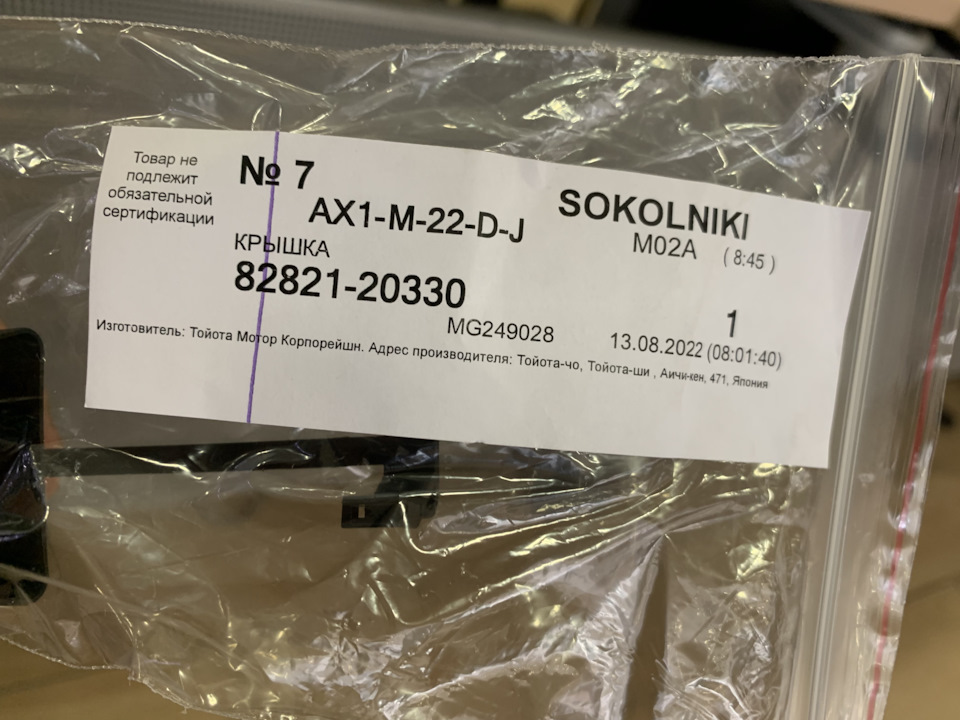 Товар не
подлежит
обязательной
сертификации
№ 7
AX1-M-22-D-J
SOKOLNIKI
M02A ( 8:45 )
КРЫШКА
82821-20330
MG249028
1
13.08.2022 (08:01:40)
Изготовитель: Тойота Мотор Корпорейшн. Адрес производителя: Тойота-чо, Тойота-ши , Аичи-кен, 471, Япония